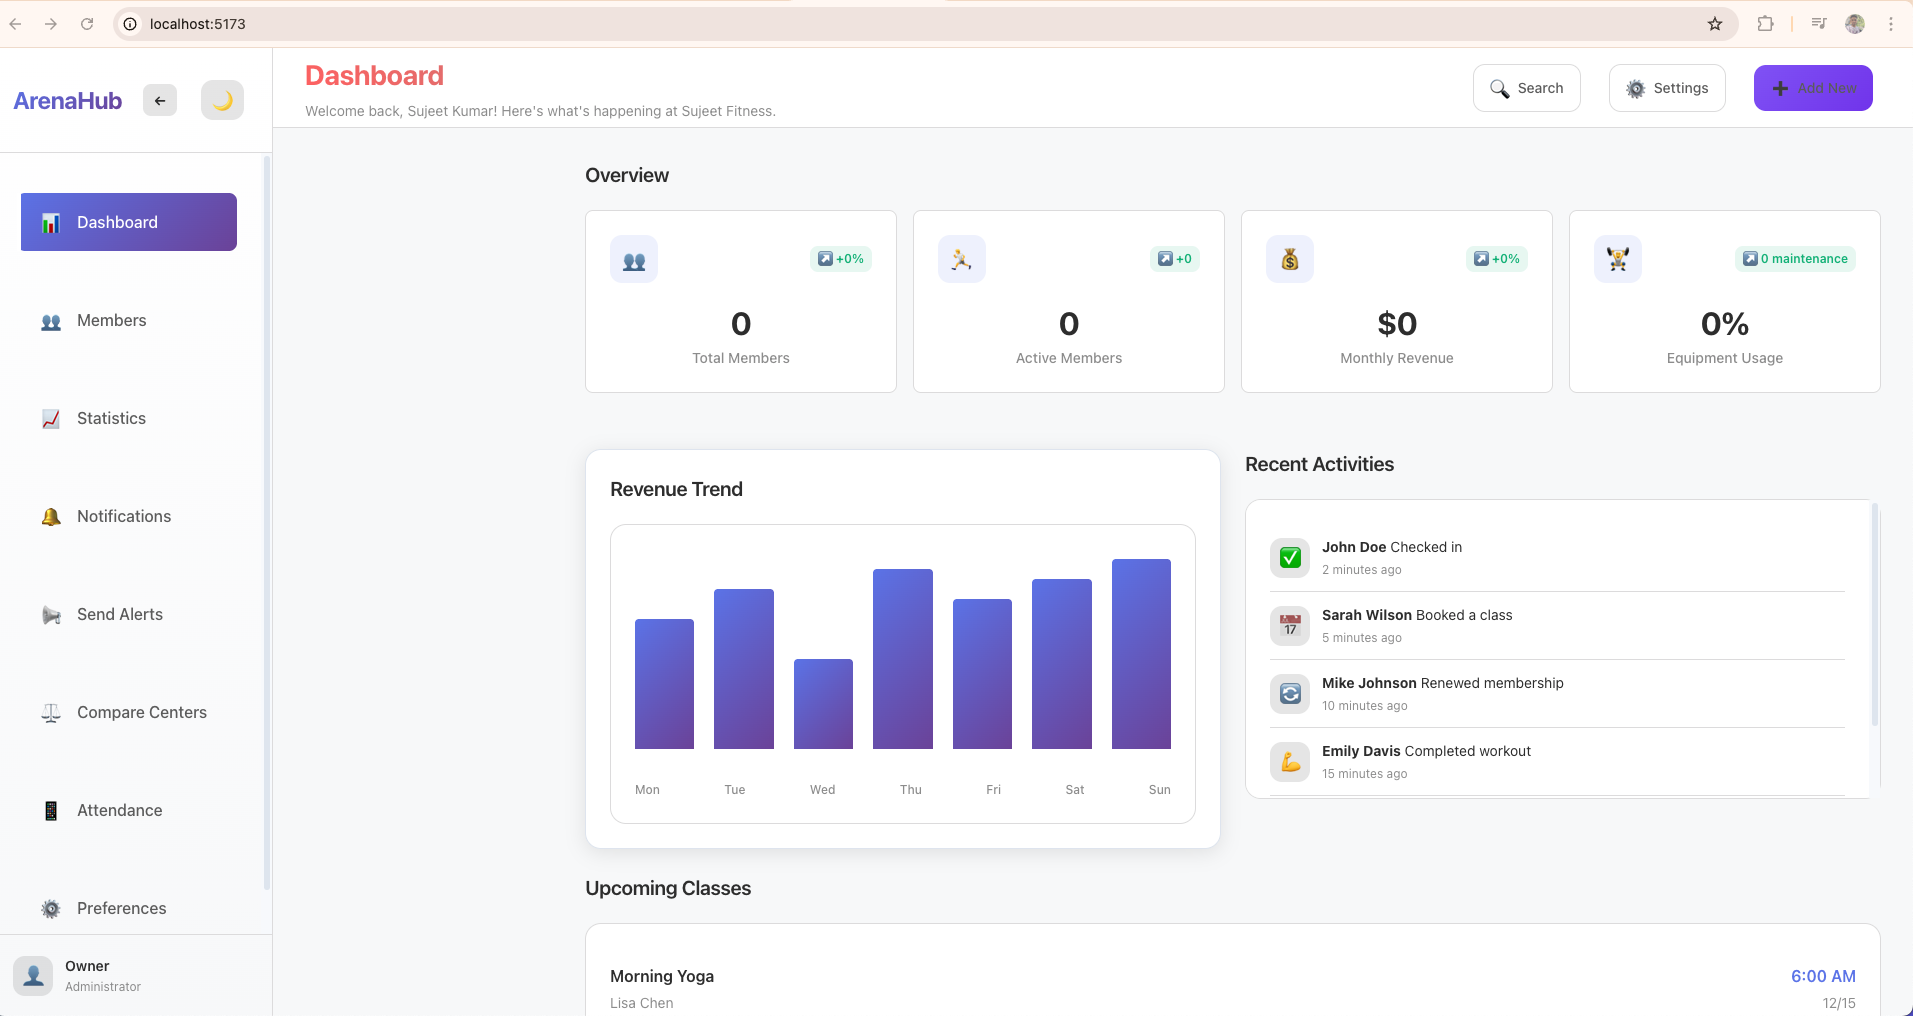 localhost:5173
ArenaHub
Dashboard
Members
Statistics
Notifications
Send Alerts
Compare Centers
Attendance
Preferences
Owner
Administrator
Dashboard
Welcome back, Sujeet Kumar! Here's what's happening at Sujeet Fitness.
Search
Settings
Add New
Overview
+0%
0
Total Members
+0
0
Active Members
+0%
$0
Monthly Revenue
0 maintenance
0%
Equipment Usage
Revenue Trend
Mon Tue Wed Thu Fri Sat Sun
Recent Activities
John Doe Checked in
2 minutes ago
17
Sarah Wilson Booked a class
5 minutes ago
Mike Johnson Renewed membership
10 minutes ago
Emily Davis Completed workout
15 minutes ago
Upcoming Classes
Morning Yoga
6:00 AM
Lisa Chen
12/15